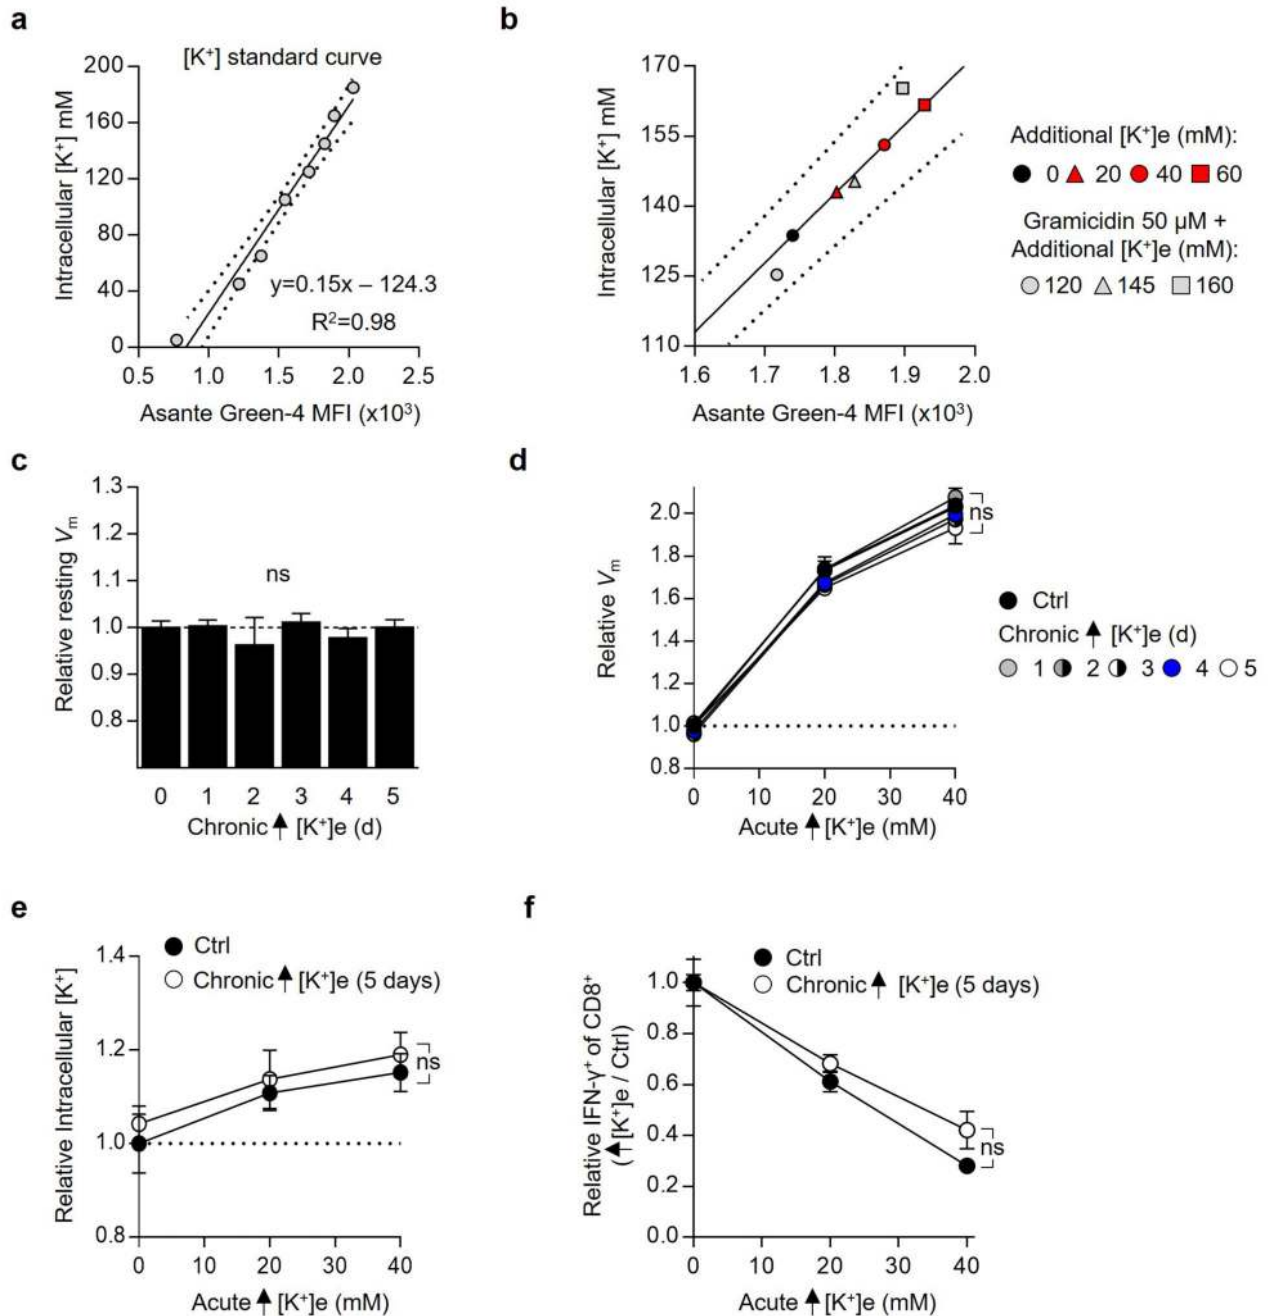 a
[K⁺] standard curve
Intracellular [K⁺] mM
200
160
120
80
40
0
y=0.15x – 124.3
R²=0.98
0.5 1.0 1.5 2.0 2.5
Asante Green-4 MFI (x10³)
b
Intracellular [K⁺] mM
170
155
140
125
110
1.6 1.7 1.8 1.9 2.0
Asante Green-4 MFI (x10³)
Additional [K⁺]e (mM):
0 20 40 60
Gramicidin 50 µM +
Additional [K⁺]e (mM):
120 145 160
c
Relative resting Vm
1.3
1.2
1.1
1.0
0.9
0.8
ns
0 1 2 3 4 5
Chronic ↑ [K⁺]e (d)
d
Relative Vm
2.0
1.8
1.6
1.4
1.2
1.0
0.8
ns
0 10 20 30 40
Acute ↑ [K⁺]e (mM)
Ctrl
Chronic ↑ [K⁺]e (d)
1 2 3 4 5
e
Ctrl
Chronic ↑ [K⁺]e (5 days)
Relative Intracellular [K⁺]
1.4
1.2
1.0
0.8
ns
0 10 20 30 40
Acute ↑ [K⁺]e (mM)
f
Ctrl
Chronic ↑ [K⁺]e (5 days)
Relative IFN-γ⁺ of CD8⁺
(↑[K⁺]e / Ctrl)
1.0
0.8
0.6
0.4
0.2
0.0
ns
0 10 20 30 40
Acute ↑ [K⁺]e (mM)